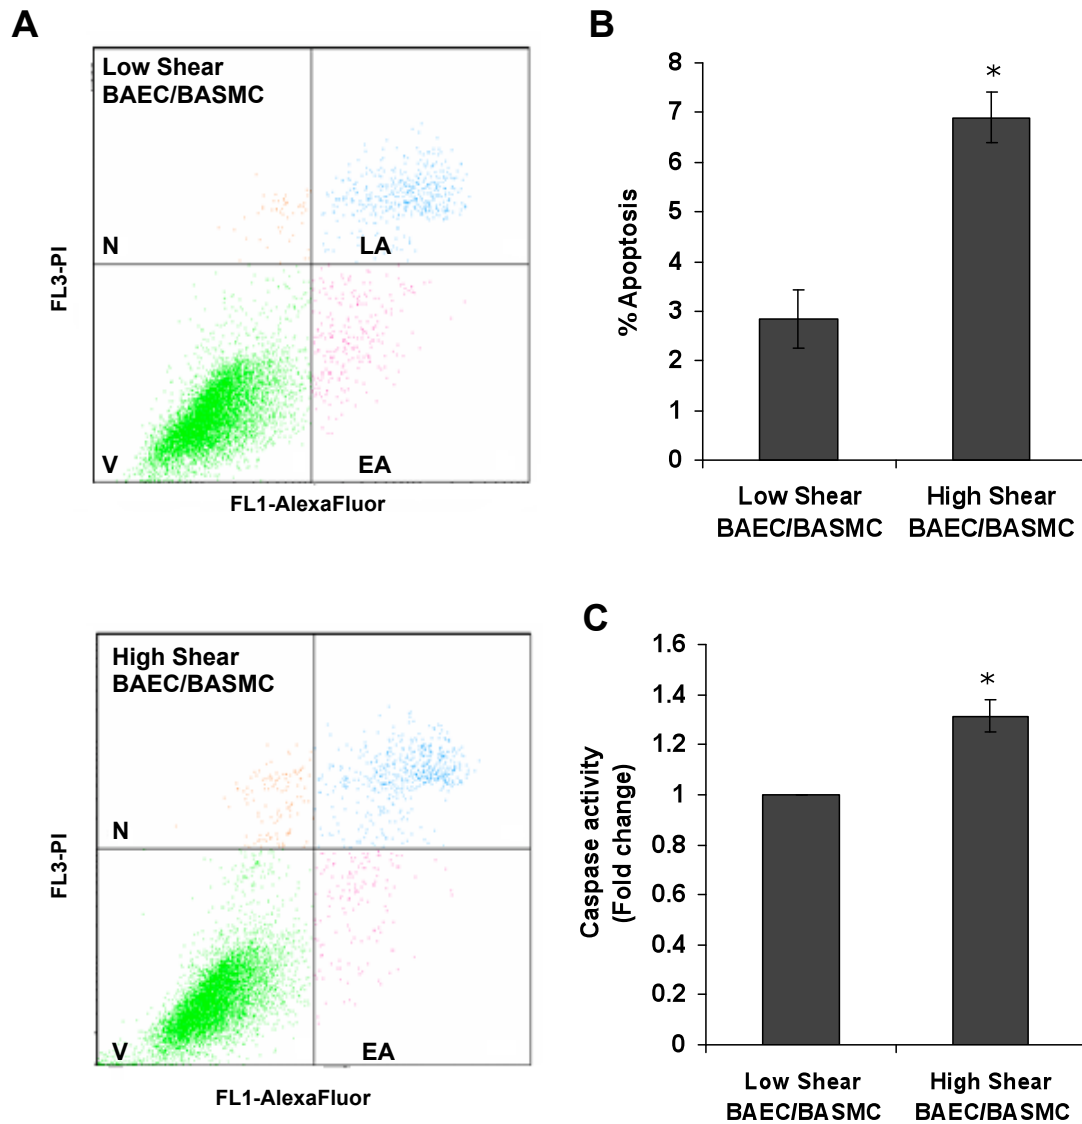 A
Low Shear
BAEC/BASMC
N
LA
V
EA
FL3-PI
FL1-AlexaFluor
High Shear
BAEC/BASMC
N
V
EA
FL3-PI
FL1-AlexaFluor
B
8
7
6
5
4
3
2
1
0
% Apoptosis
*
Low Shear
BAEC/BASMC
High Shear
BAEC/BASMC
C
1.6
1.4
1.2
1
0.8
0.6
0.4
0.2
0
Caspase activity
(Fold change)
*
Low Shear
BAEC/BASMC
High Shear
BAEC/BASMC